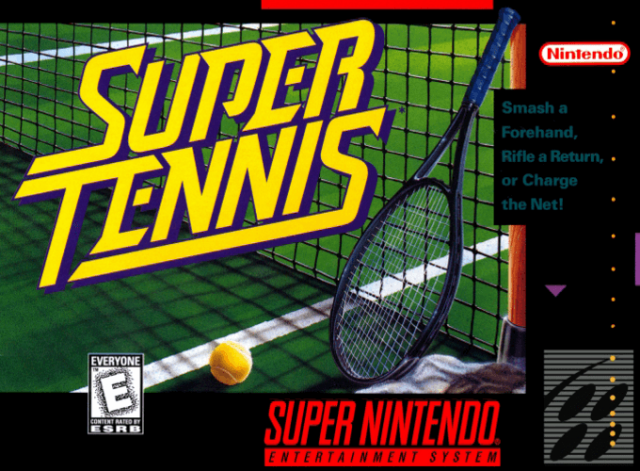 SUPER
TENNIS
Nintendo®
Smash a
Forehand,
Rifle a Return,
or Charge
the Net!
EVERYONE
E
CONTENT RATED BY
ESRB
SUPER NINTENDO
ENTERTAINMENT SYSTEM